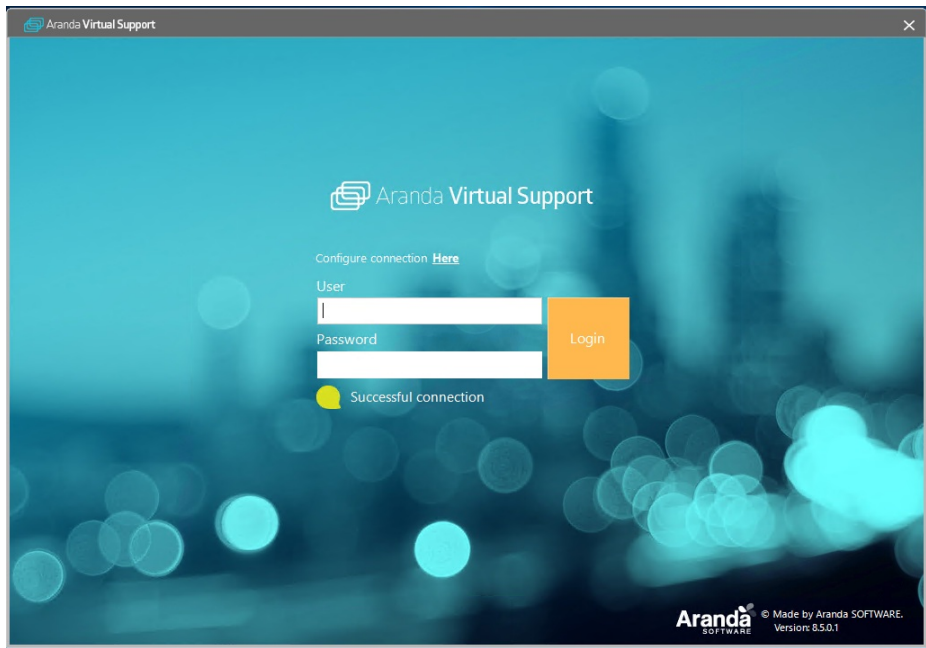 Aranda Virtual Support
Aranda Virtual Support
Configure connection Here
User
Password
Login
Successful connection
Aranda
SOFTWARE
© Made by Aranda SOFTWARE.
Version: 8.5.0.1